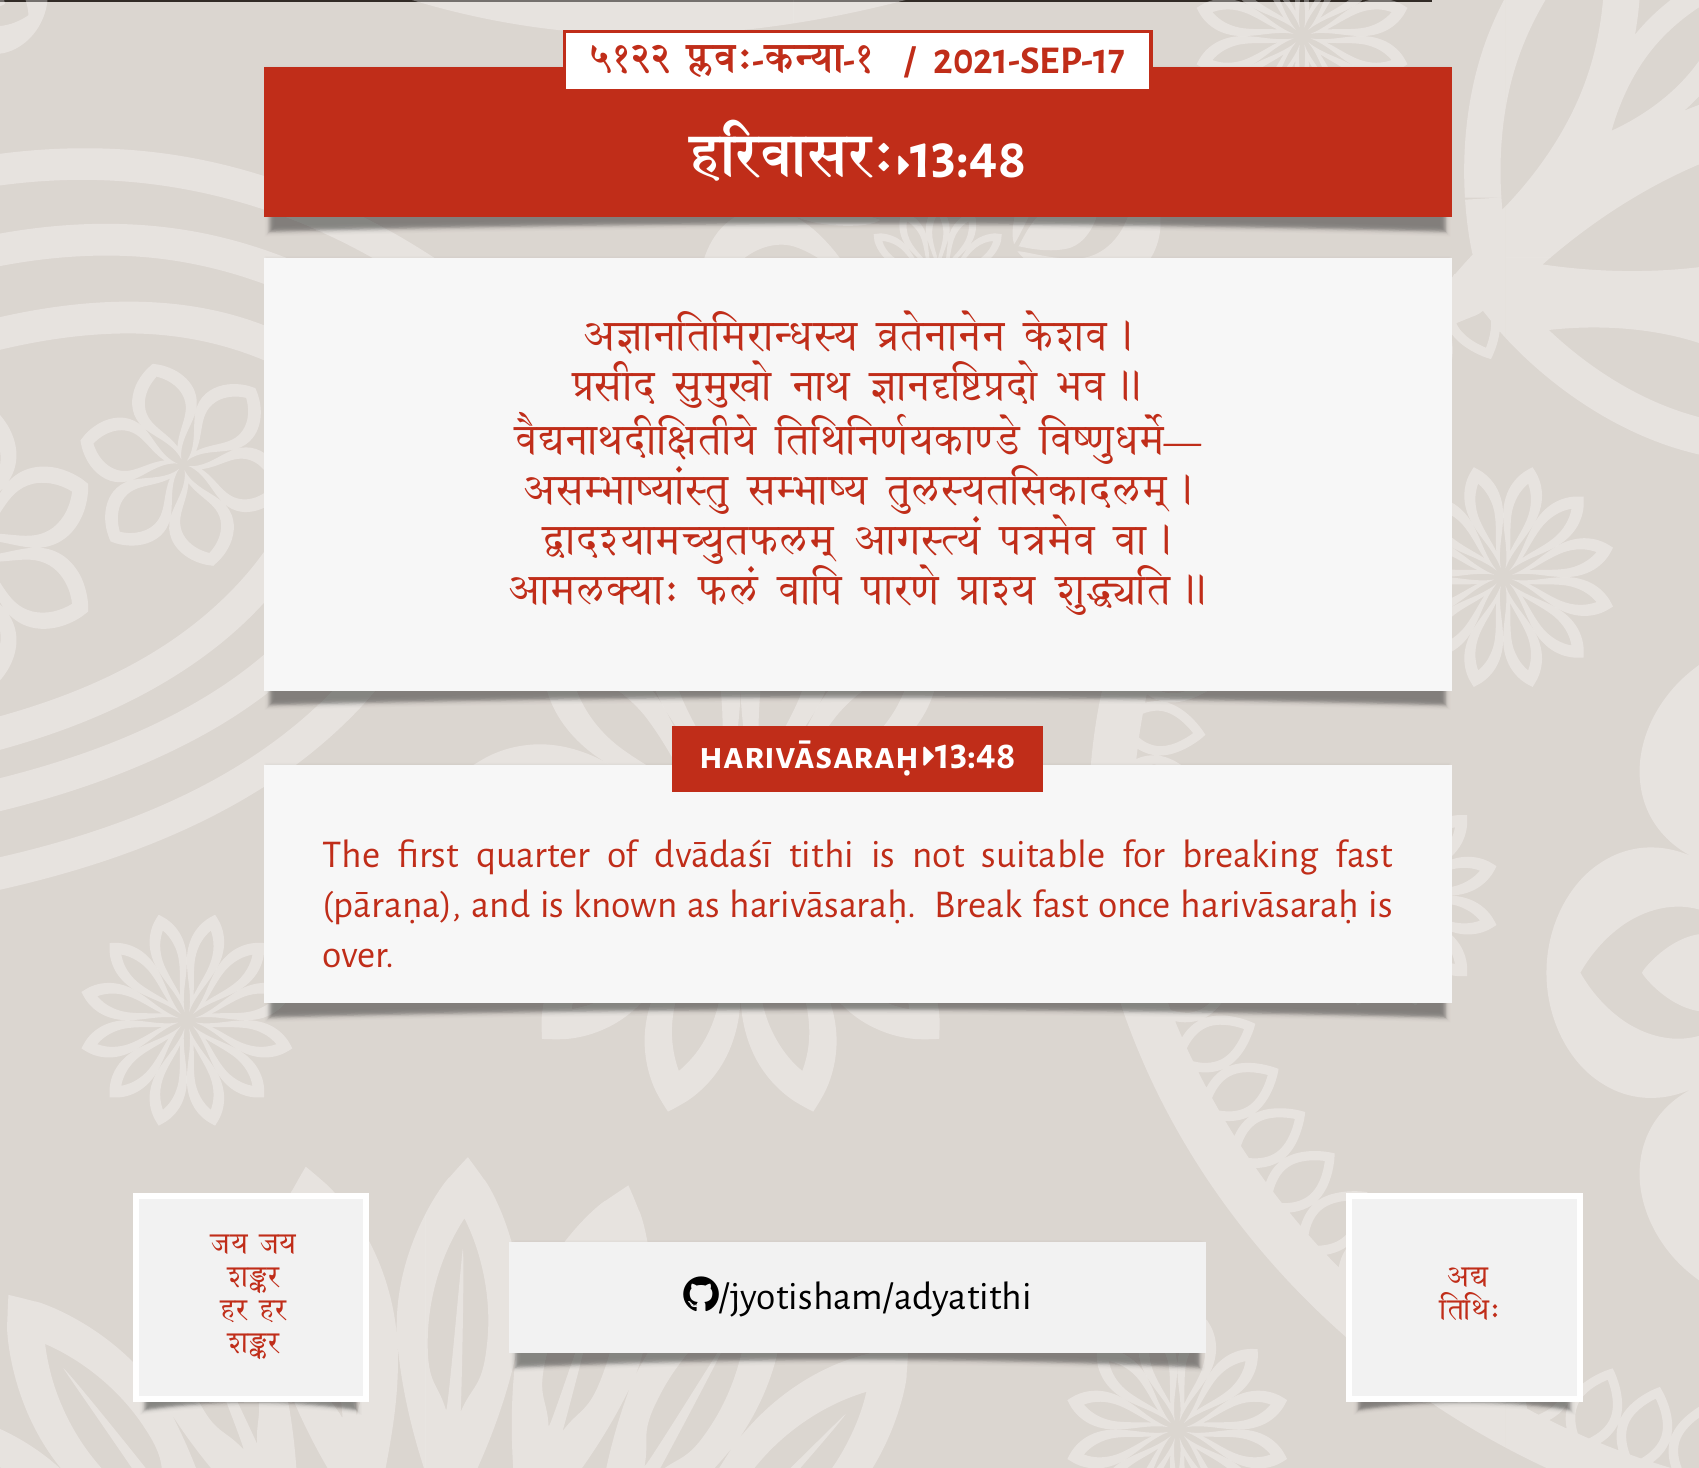 ५१२२ प्लवः-कन्या-१ / 2021-SEP-17
हरिवासरः▸13:48
अज्ञानतिमिरान्धस्य व्रतेनानेन केशव।
प्रसीद सुमुखो नाथ ज्ञानदृष्टिप्रदो भव॥
वैद्यनाथदीक्षितीये तिथिनिर्णयकाण्डे विष्णुधर्मे—
असम्भाष्यांस्तु सम्भाष्य तुलस्यतसिकादलम्।
द्वादश्यामच्युतफलम् आगस्त्यं पत्रमेव वा।
आमलक्याः फलं वापि पारणे प्राश्य शुद्ध्यति॥
HARIVĀSARAḤ▸13:48
The first quarter of dvādaśī tithi is not suitable for breaking fast
(pāraṇa), and is known as harivāsaraḥ. Break fast once harivāsaraḥ is
over.
जय जय
शङ्कर
हर हर
शङ्कर
/jyotisham/adyatithi
अद्य
तिथिः